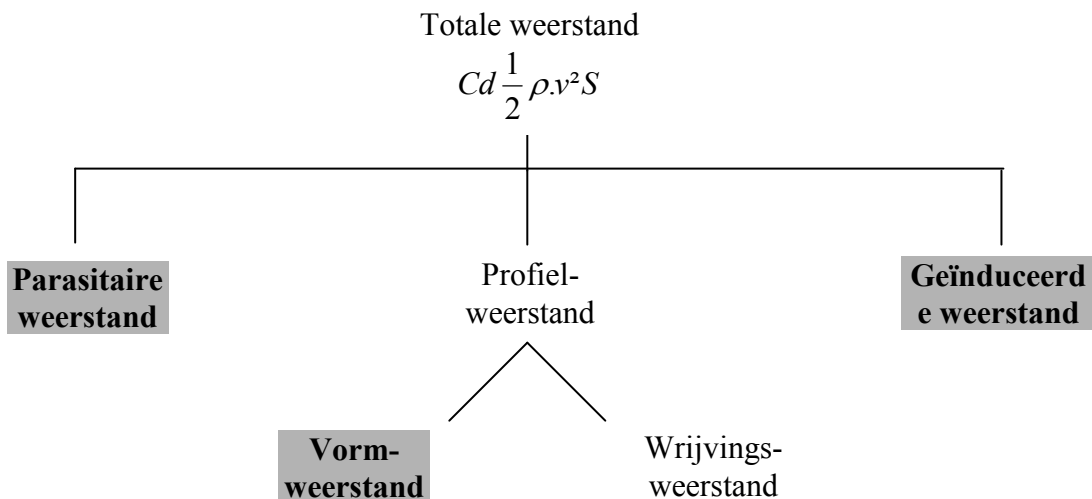 Totale weerstand
Cd 1/2 ρ.v²S
Parasitaire
weerstand
Profiel-
weerstand
Geïnduceerd
e weerstand
Vorm-
weerstand
Wrijvings-
weerstand